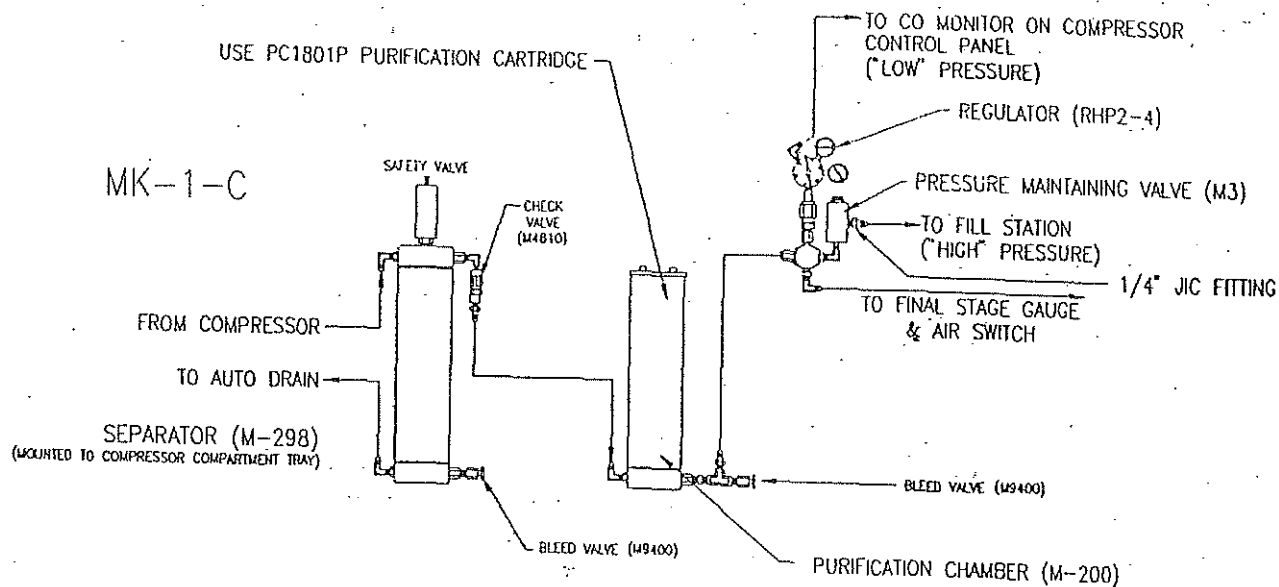 TO CO MONITOR ON COMPRESSOR
CONTROL PANEL
("LOW" PRESSURE)
USE PC1801P PURIFICATION CARTRIDGE
REGULATOR (RHP2-4)
MK-1-C
SAFETY VALVE
PRESSURE MAINTAINING VALVE (M3)
CHECK
VALVE
(M4810)
TO FILL STATION
("HIGH" PRESSURE)
1/4" JIC FITTING
TO FINAL STAGE GAUGE
& AIR SWITCH
FROM COMPRESSOR
TO AUTO DRAIN
SEPARATOR (M-298)
(MOUNTED TO COMPRESSOR COMPARTMENT TRAY)
BLEED VALVE (M9400)
BLEED VALVE (M9400)
PURIFICATION CHAMBER (M-200)